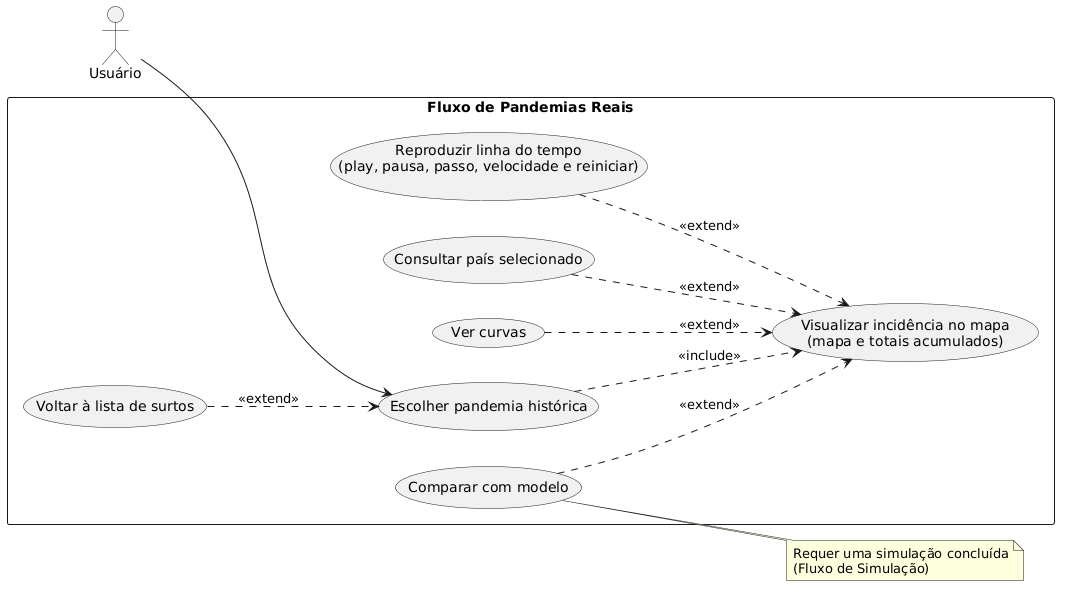 Usuário
Fluxo de Pandemias Reais
Reproduzir linha do tempo
(play, pausa, passo, velocidade e reiniciar)
«extend»
Consultar país selecionado
«extend»
Ver curvas
«extend»
Visualizar incidência no mapa
(mapa e totais acumulados)
«include»
Voltar à lista de surtos
«extend»
Escolher pandemia histórica
«extend»
Comparar com modelo
Requer uma simulação concluída
(Fluxo de Simulação)